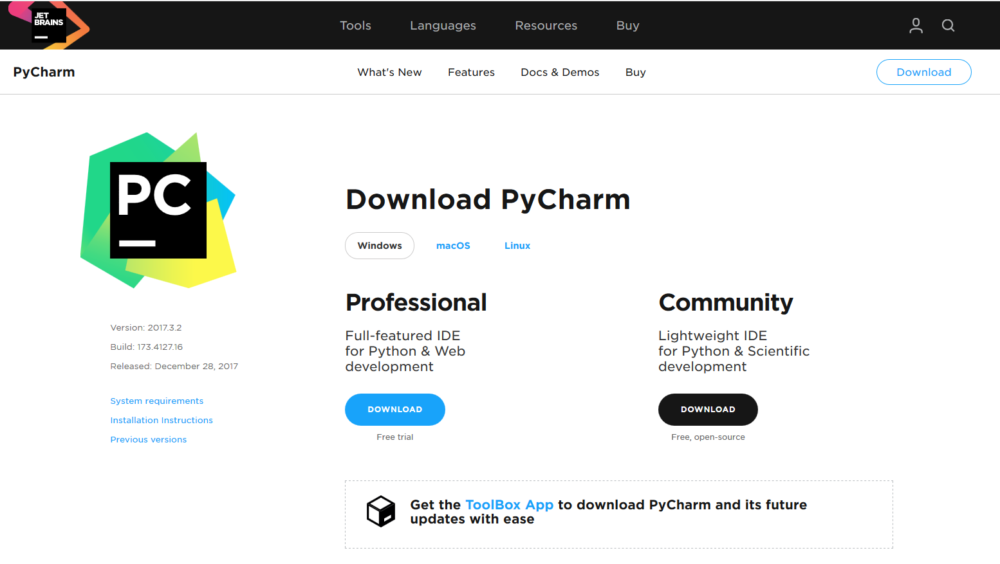 JET
BRAINS
Tools Languages Resources Buy
PyCharm What's New Features Docs & Demos Buy Download
PC
Download PyCharm
Windows macOS Linux
Professional
Full-featured IDE
for Python & Web
development
DOWNLOAD
Free trial
Community
Lightweight IDE
for Python & Scientific
development
DOWNLOAD
Free, open-source
Version: 2017.3.2
Build: 173.4127.16
Released: December 28, 2017
System requirements
Installation Instructions
Previous versions
Get the ToolBox App to download PyCharm and its future
updates with ease